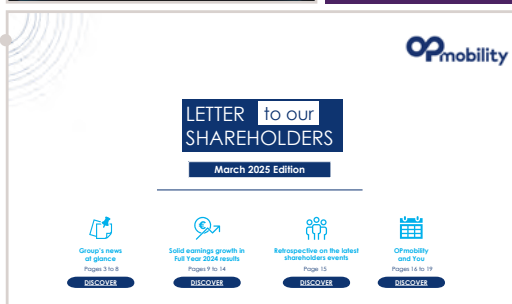 OPmobility
LETTER to our
SHAREHOLDERS
March 2025 Edition
Group's news
at glance
Pages 3 to 8
DISCOVER
Solid earnings growth in
Full Year 2024 results
Pages 9 to 14
DISCOVER
Retrospective on the latest
shareholders events
Page 15
DISCOVER
OPmobility
and You
Pages 16 to 19
DISCOVER